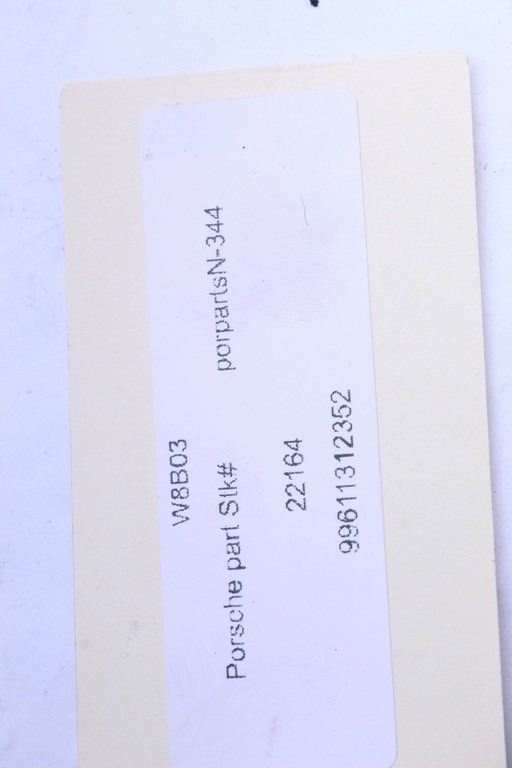 W8B03
Porsche part Stk# porpartsN-344
22164
99611312352